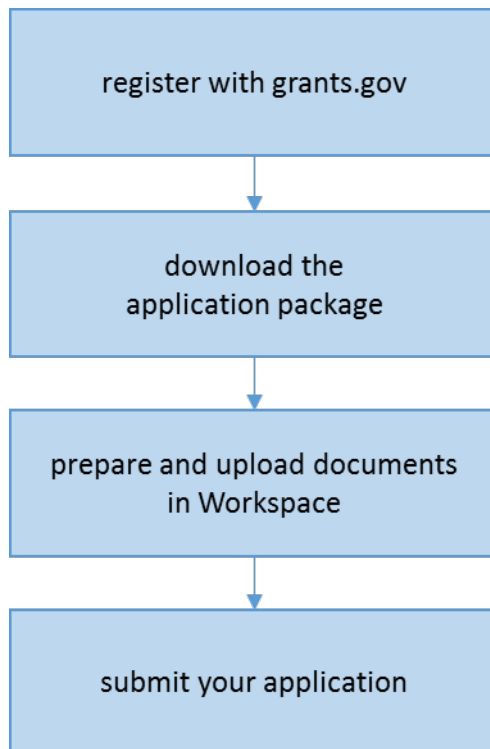 register with grants.gov
download the
application package
prepare and upload documents
in Workspace
submit your application